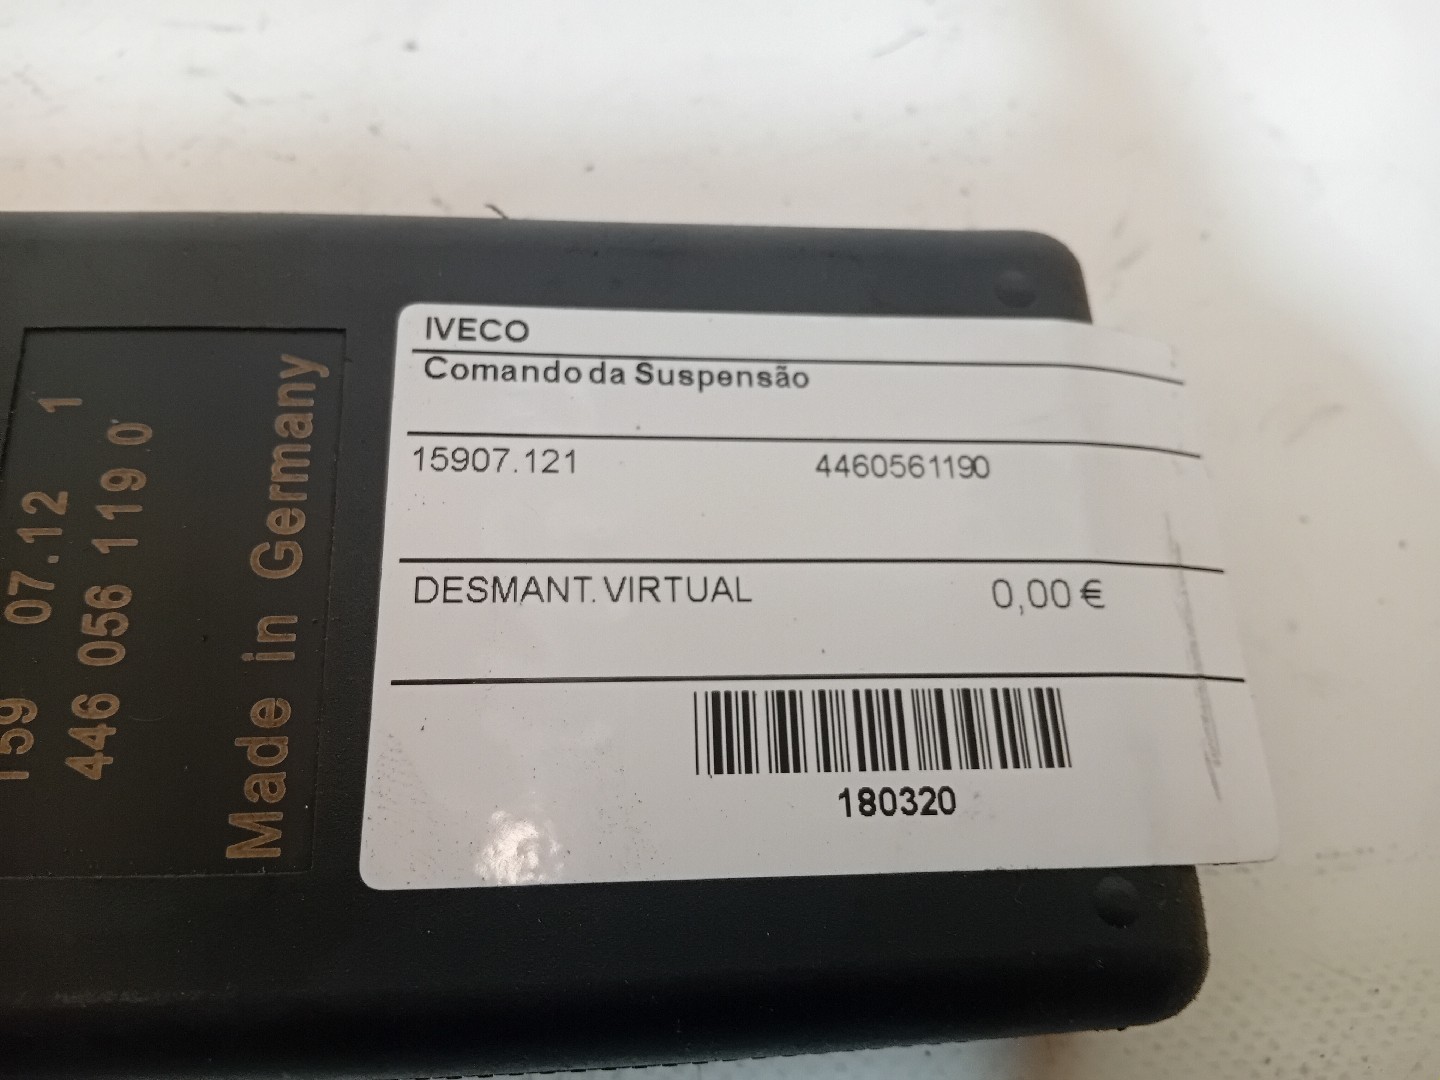 159 07.12 1
446 056 119 0
Made in Germany
IVECO
Comando da Suspensão
15907.121 4460561190
DESMANT. VIRTUAL 0,00 €
180320